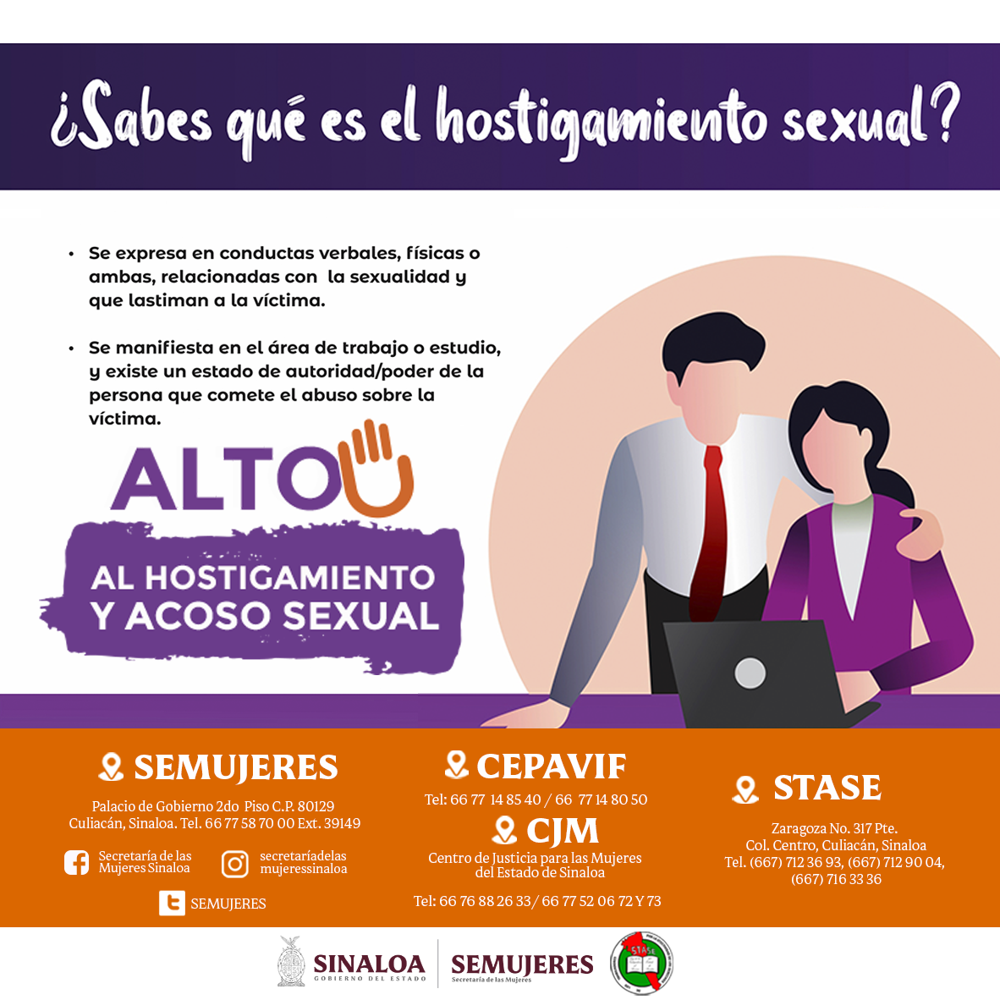 ¿Sabes qué es el hostigamiento sexual?
• Se expresa en conductas verbales, físicas o
ambas, relacionadas con la sexualidad y
que lastiman a la víctima.
• Se manifiesta en el área de trabajo o estudio,
y existe un estado de autoridad/poder de la
persona que comete el abuso sobre la
víctima.
ALTO
AL HOSTIGAMIENTO
Y ACOSO SEXUAL
SEMUJERES
Palacio de Gobierno 2do Piso C.P. 80129
Culiacán, Sinaloa. Tel. 66 77 58 70 00 Ext. 39149
Secretaría de las
Mujeres Sinaloa
secretaríadelas
mujeressinaloa
SEMUJERES
CEPAVIF
Tel: 66 77 14 85 40 / 66 77 14 80 50
CJM
Centro de Justicia para las Mujeres
del Estado de Sinaloa
Tel: 66 76 88 26 33/ 66 77 52 06 72 Y 73
STASE
Zaragoza No. 317 Pte.
Col. Centro, Culiacán, Sinaloa
Tel. (667) 712 36 93, (667) 712 90 04,
(667) 716 33 36
SINALOA
GOBIERNO DEL ESTADO
SEMUJERES
Secretaría de las Mujeres
STASE